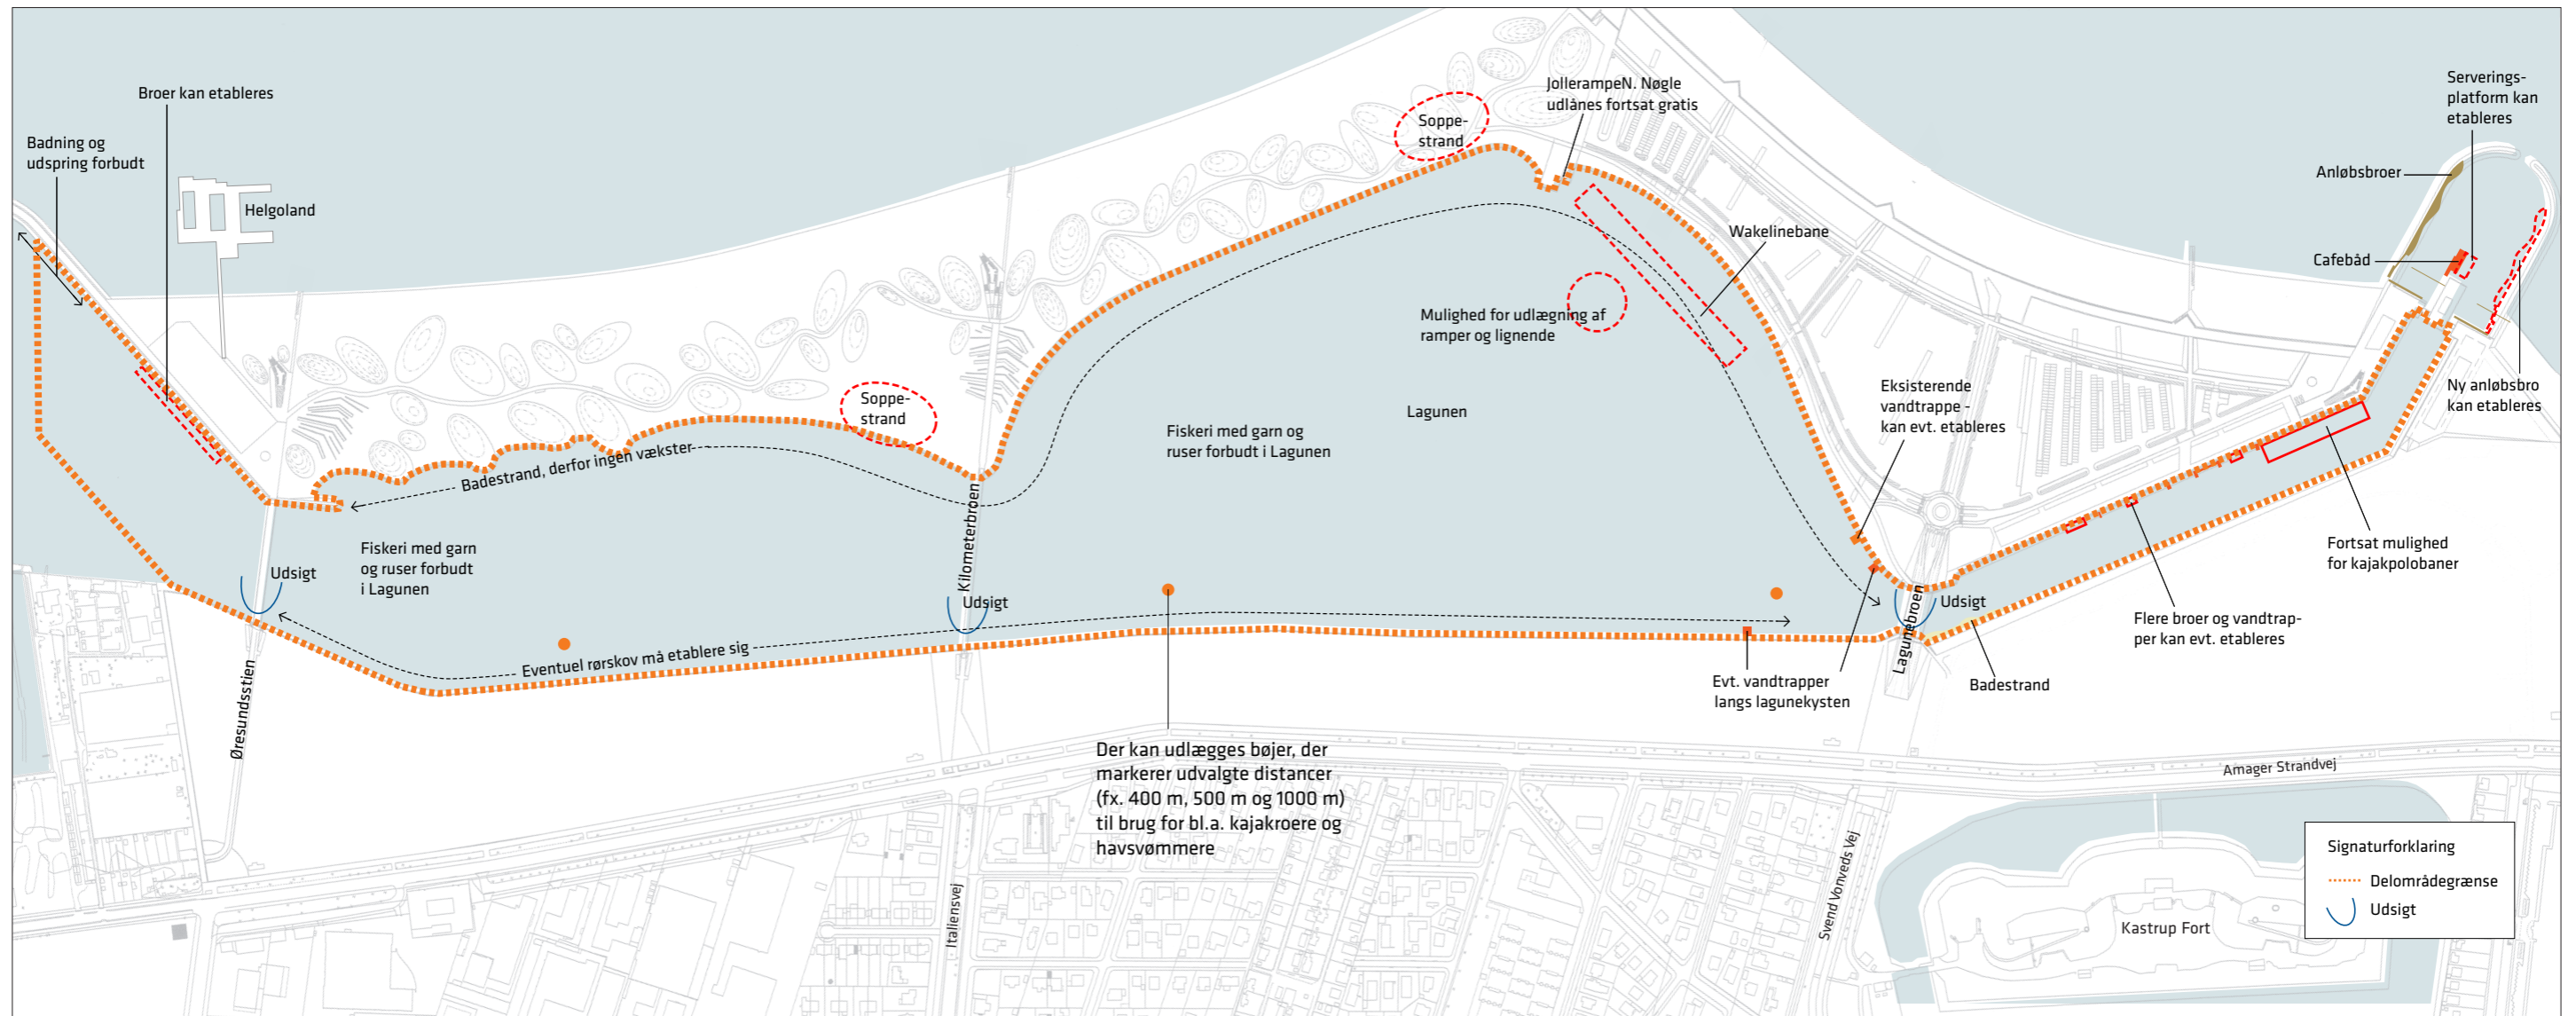 Broer kan etableres
Badning og
udspring forbudt
Helgoland
Soppe-
strand
JollerampeN. Nøgle
udlånes fortsat gratis
Serverings-
platform kan
etableres
Anløbsbroer
Cafebåd
Wakelinebane
Mulighed for udlægning af
ramper og lignende
Lagunen
Soppe-
strand
Fiskeri med garn og
ruser forbudt i Lagunen
Eksisterende
vandtrappe -
kan evt. etableres
Ny anløbsbro
kan etableres
Badestrand, derfor ingen vækster
Kilometerbroen
Fiskeri med garn
og ruser forbudt
i Lagunen
Udsigt
Udsigt
Udsigt
Fortsat mulighed
for kajakpolobaner
Flere broer og vandtrap-
per kan evt. etableres
Lagunebroen
Badestrand
Evt. vandtrapper
langs lagunekysten
Eventuel rørskov må etablere sig
Øresundsstien
Der kan udlægges bøjer, der
markerer udvalgte distancer
(fx. 400 m, 500 m og 1000 m)
til brug for bl.a. kajakroere og
havsvømmere
Amager Strandvej
Italiensvej
Svend Vonveds Vej
Kastrup Fort
Signaturforklaring
Delområdegrænse
Udsigt